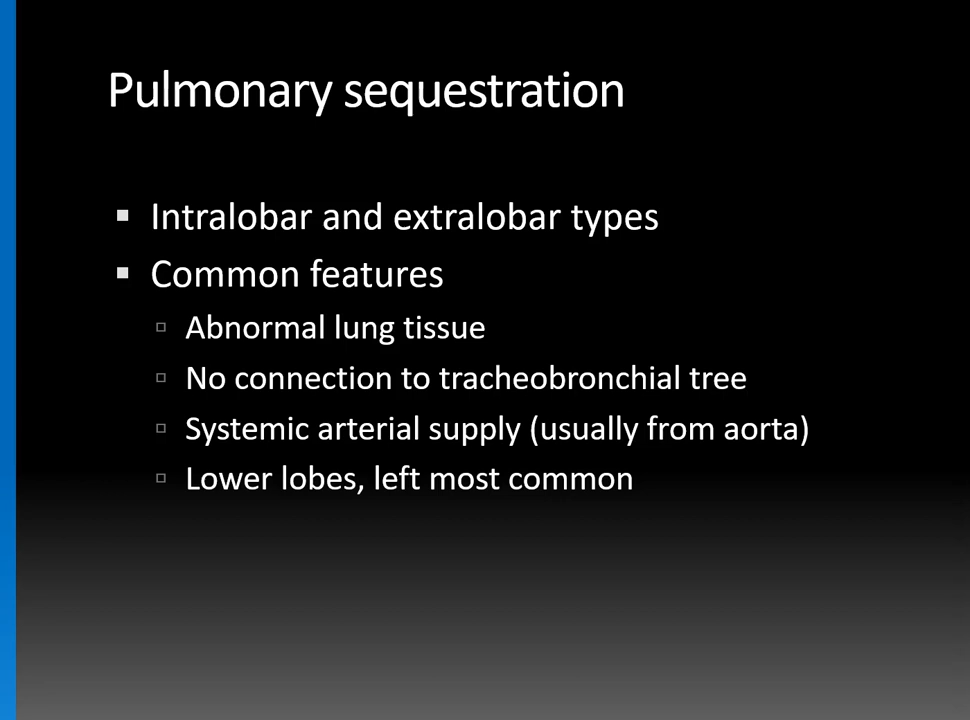 Pulmonary sequestration
Intralobar and extralobar types
Common features
Abnormal lung tissue
No connection to tracheobronchial tree
Systemic arterial supply (usually from aorta)
Lower lobes, left most common